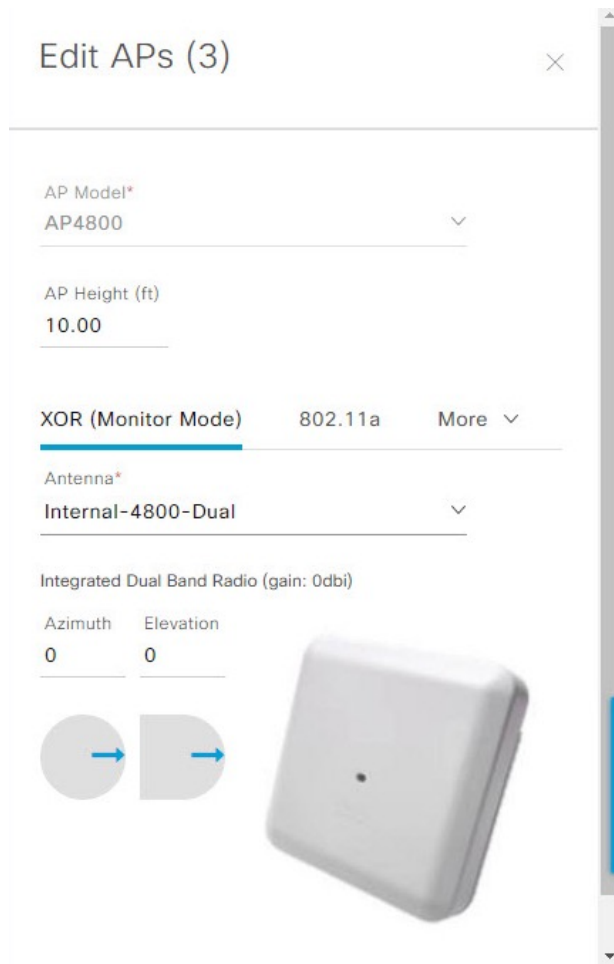 Edit APs (3)
AP Model*
AP4800
AP Height (ft)
10.00
XOR (Monitor Mode) 802.11a More
Antenna*
Internal-4800-Dual
Integrated Dual Band Radio (gain: 0dbi)
Azimuth Elevation
0 0